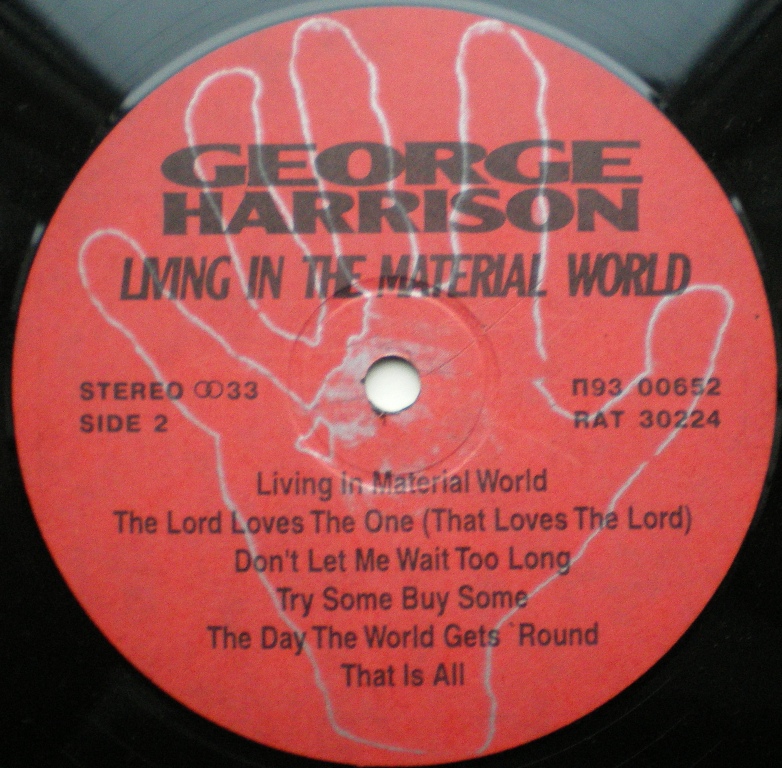 GEORGE
HARRISON
LIVING IN THE MATERIAL WORLD
STEREO ꝏ 33
SIDE 2
П93 00652
RAT 30224
Living in Material World
The Lord Loves The One (That Loves The Lord)
Don't Let Me Wait Too Long
Try Some Buy Some
The Day The World Gets `Round
That Is All